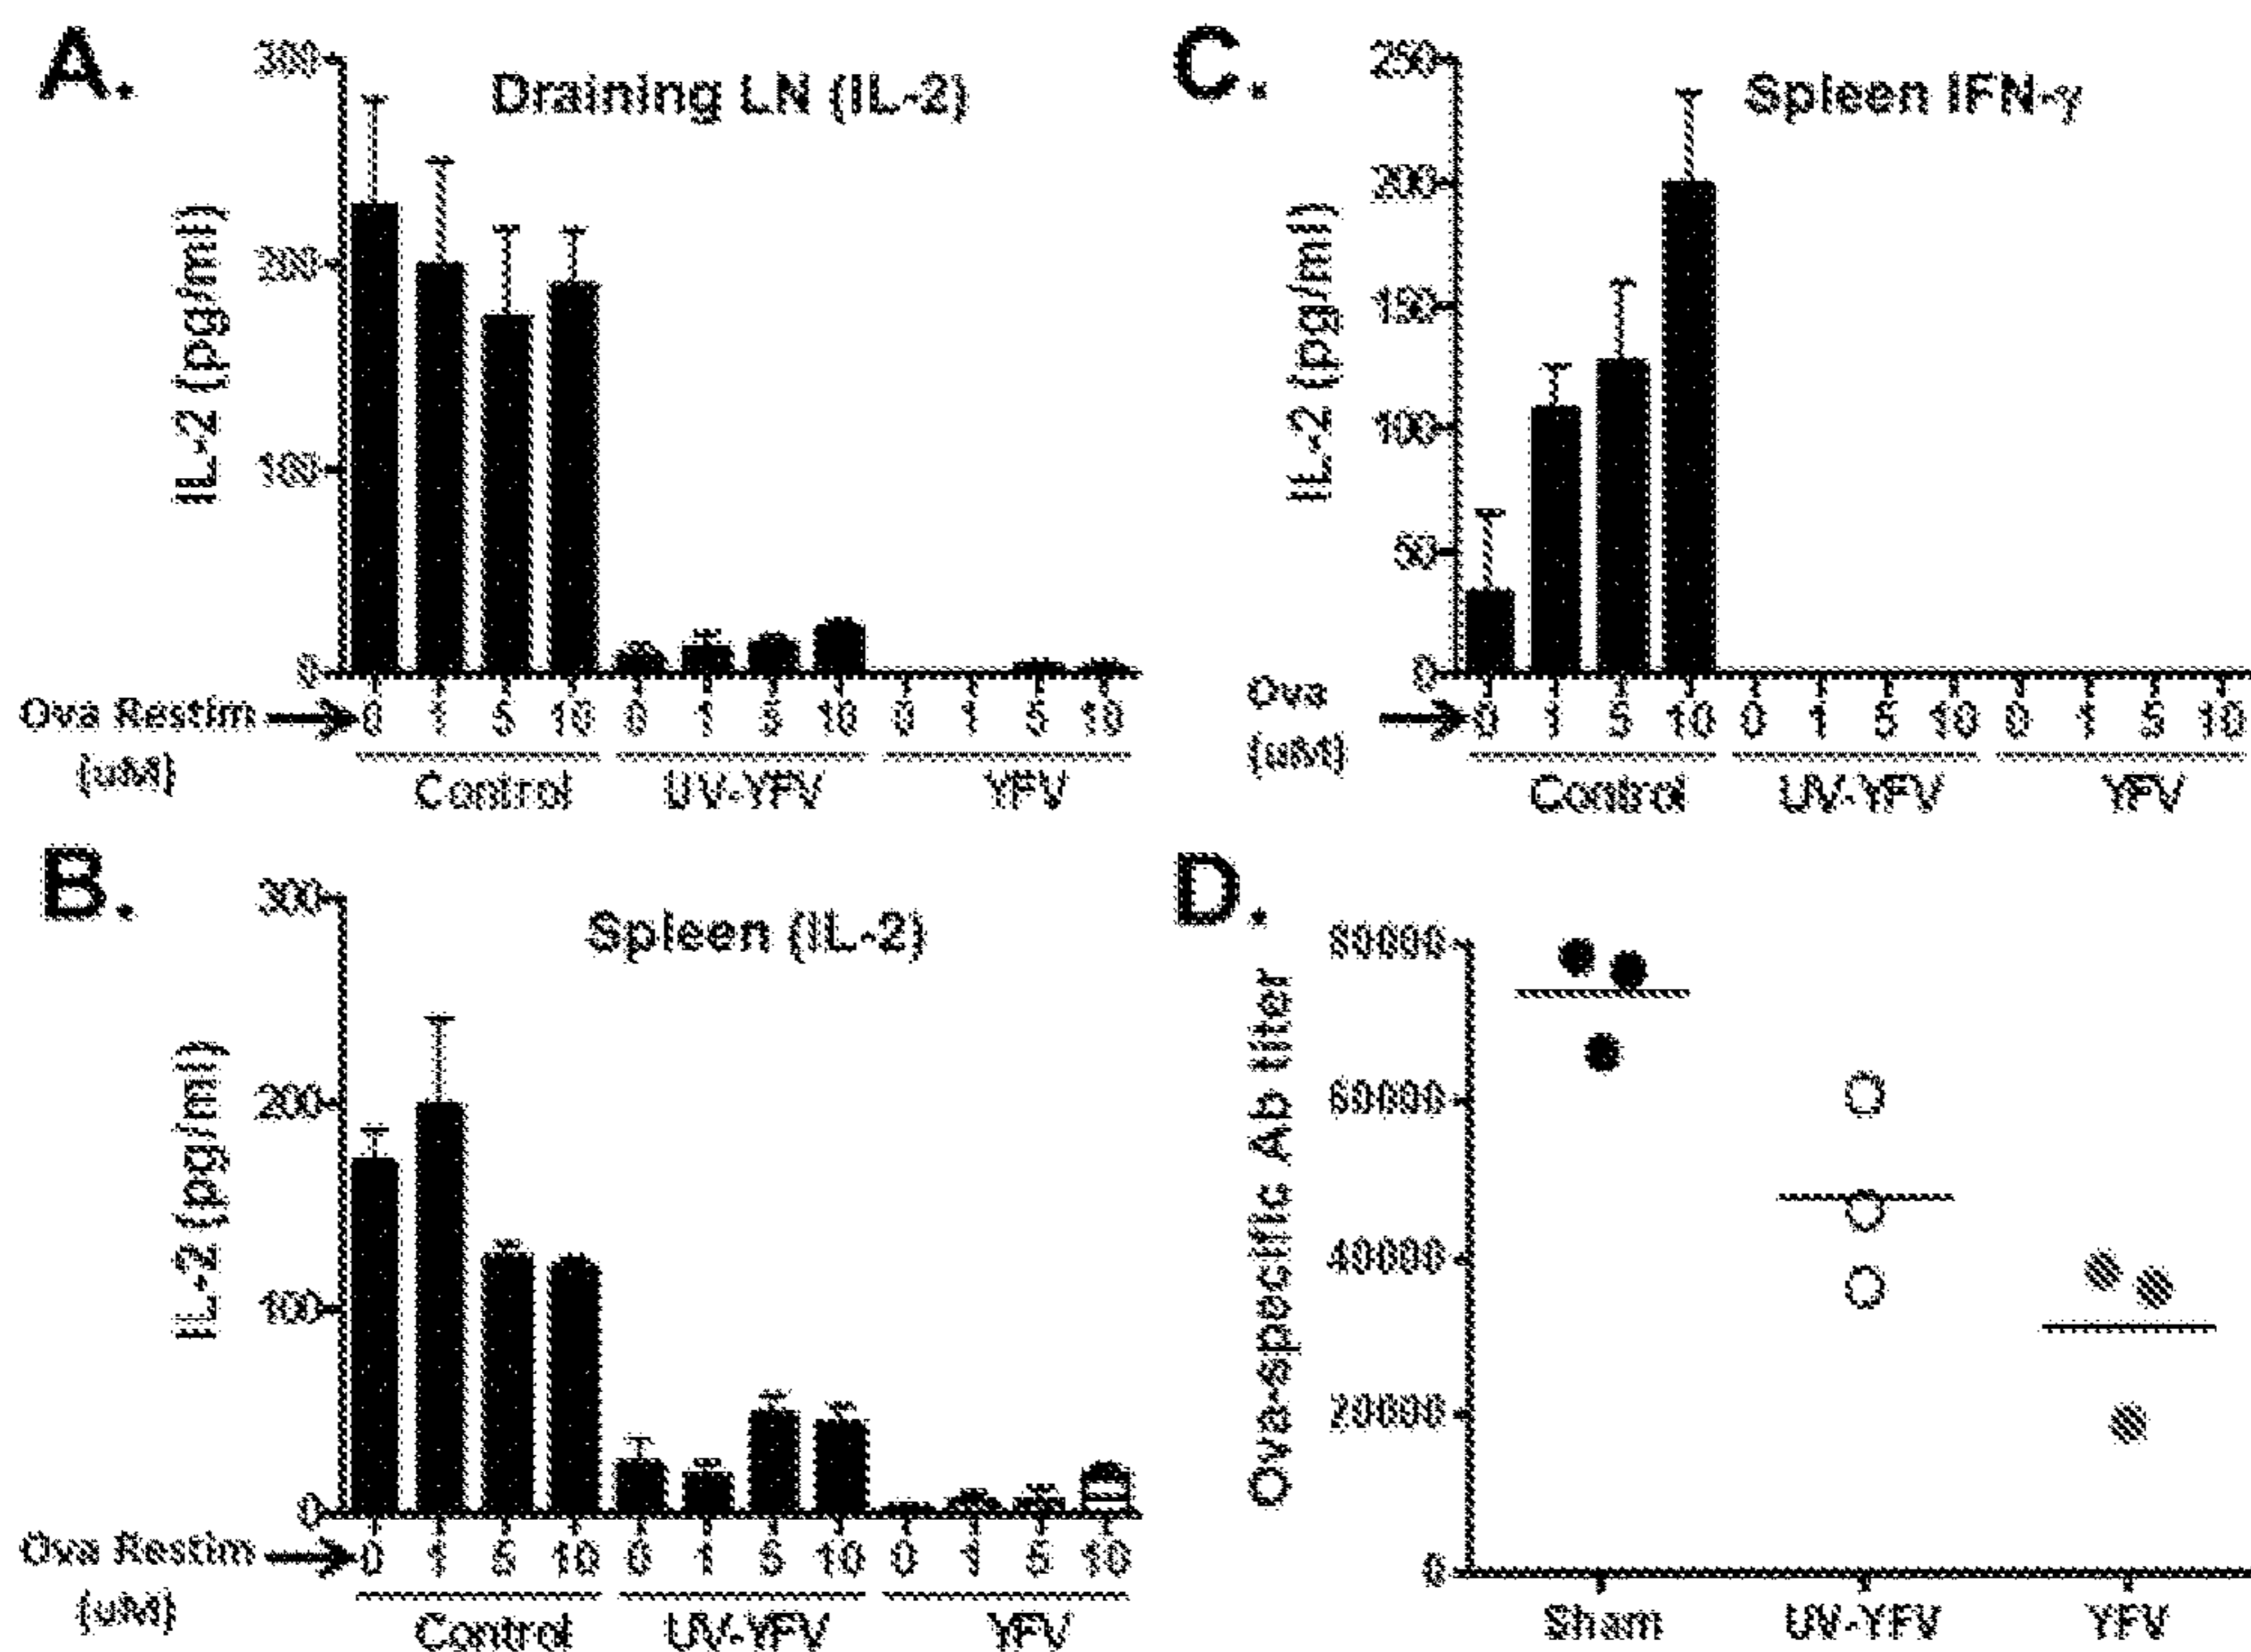 A.
Draining LN (IL-2)
IL-2 (pg/ml)
300
200
100
0
Ova Restim
(uM)
0 1 5 10 0 1 5 10 0 1 5 10
Control UV-YFV YFV
C.
Spleen IFN-γ
IL-2 (pg/ml)
250
200
150
100
50
0
Ova
(uM)
0 1 5 10 0 1 5 10 0 1 5 10
Control UV-YFV YFV
B.
Spleen (IL-2)
IL-2 (pg/ml)
300
200
100
0
Ova Restim
(uM)
0 1 5 10 0 1 5 10 0 1 5 10
Control UV-YFV YFV
D.
Ova-specific Ab titer
80000
60000
40000
20000
0
Sham UV-YFV YFV